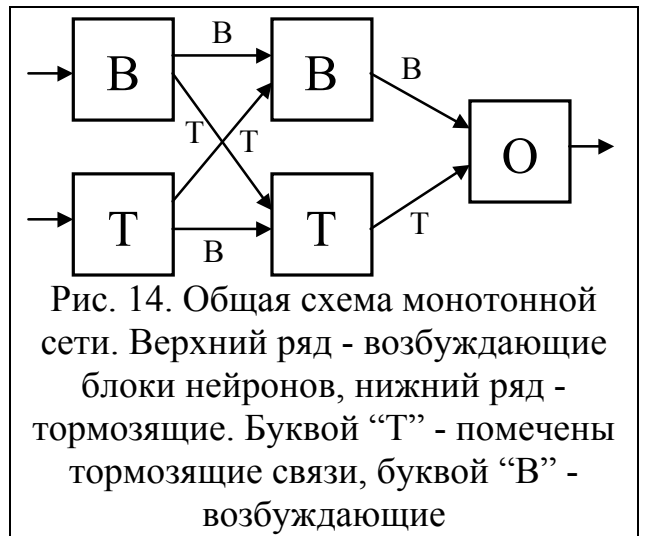 В
В В В
Т Т О
Т Т
В Т
Рис. 14. Общая схема монотонной
сети. Верхний ряд - возбуждающие
блоки нейронов, нижний ряд -
тормозящие. Буквой “Т” - помечены
тормозящие связи, буквой “В” -
возбуждающие